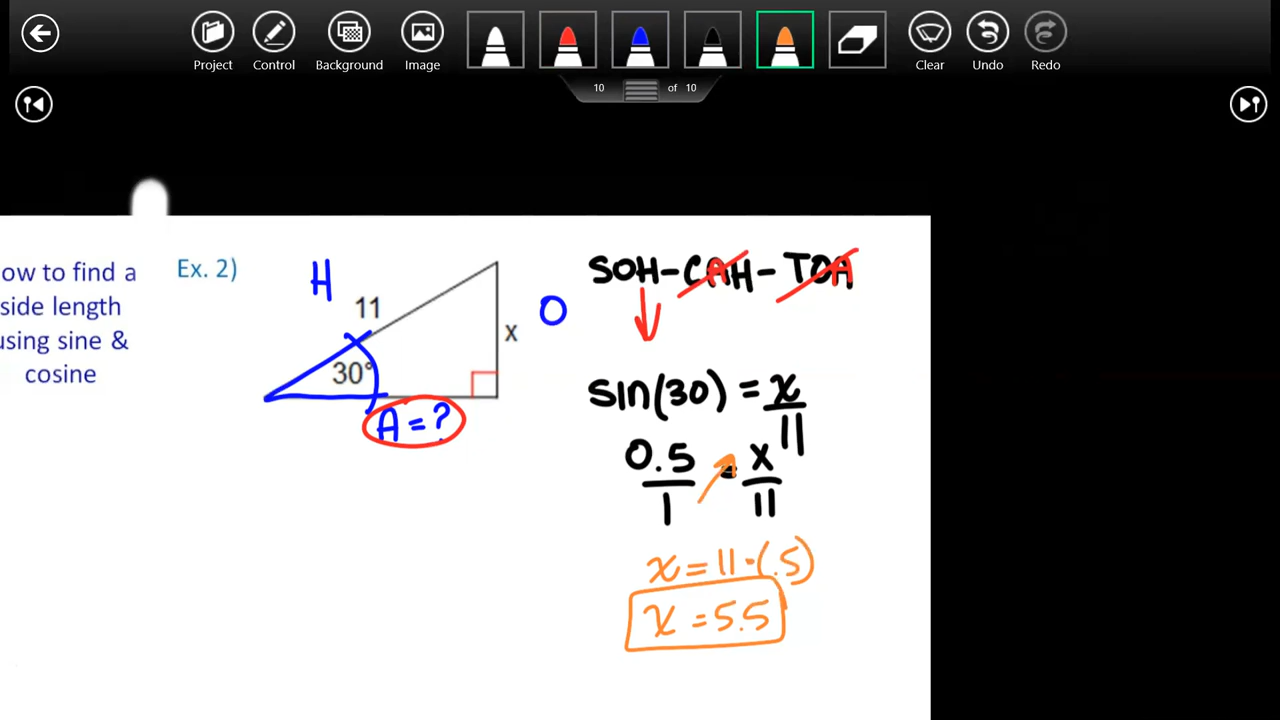 Project Control Background Image Clear Undo Redo
10 of 10
ow to find a
side length
using sine &
cosine
Ex. 2)
H
11
30°
x
O
A = ?
SOH-CAH-TOA
sin(30) = x/11
0.5/1 = x/11
x = 11·(.5)
x = 5.5